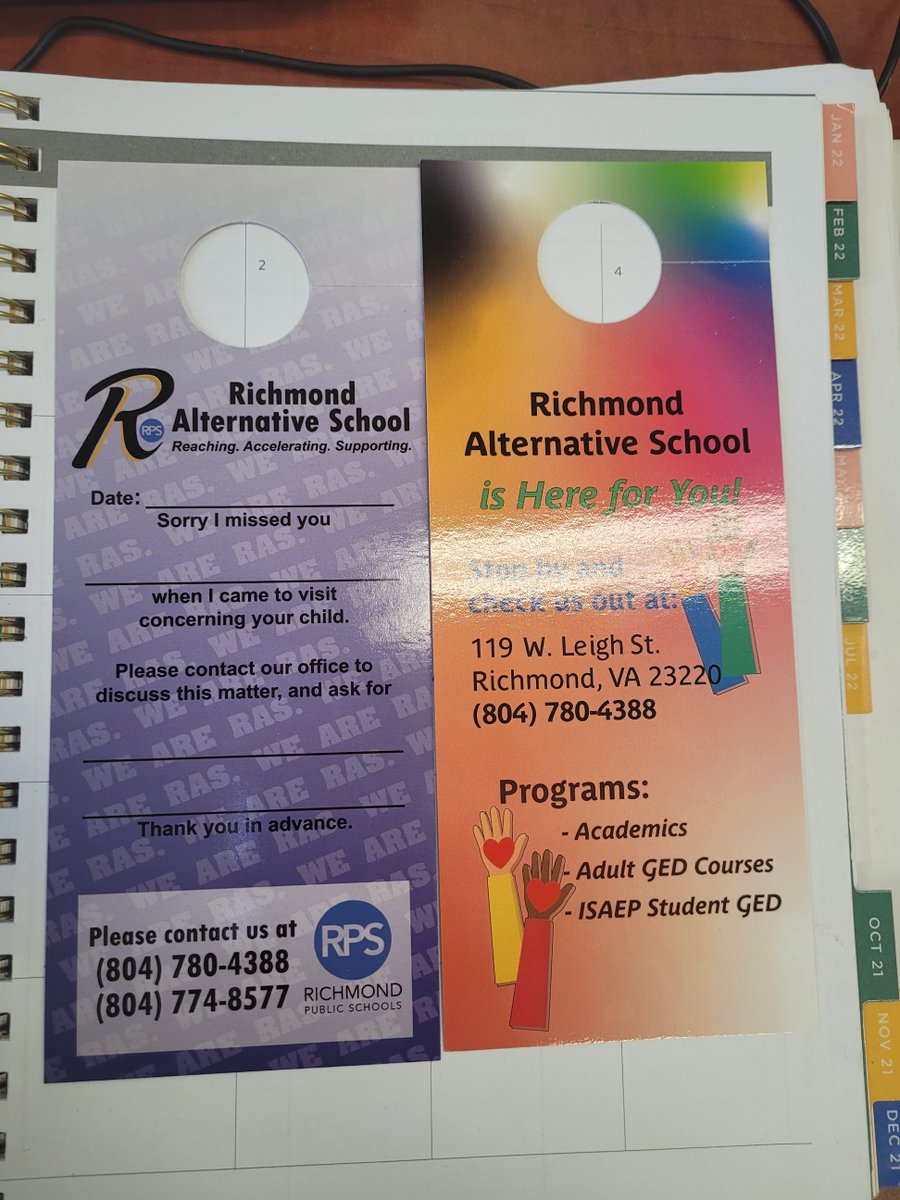 2
RPS
Richmond
Alternative School
Reaching. Accelerating. Supporting.
Date:
Sorry I missed you
when I came to visit
concerning your child.
Please contact our office to
discuss this matter, and ask for
Thank you in advance.
Please contact us at
(804) 780-4388
(804) 774-8577
RPS
RICHMOND
PUBLIC SCHOOLS
WE ARE RAS.
4
Richmond
Alternative School
is Here for You!
Stop by and
check us out at:
119 W. Leigh St.
Richmond, VA 23220
(804) 780-4388
Programs:
- Academics
- Adult GED Courses
- ISAEP Student GED
JAN 22
FEB 22
MAR 22
APR 22
MAY
JUL 22
OCT 21
NOV 21
DEC 21